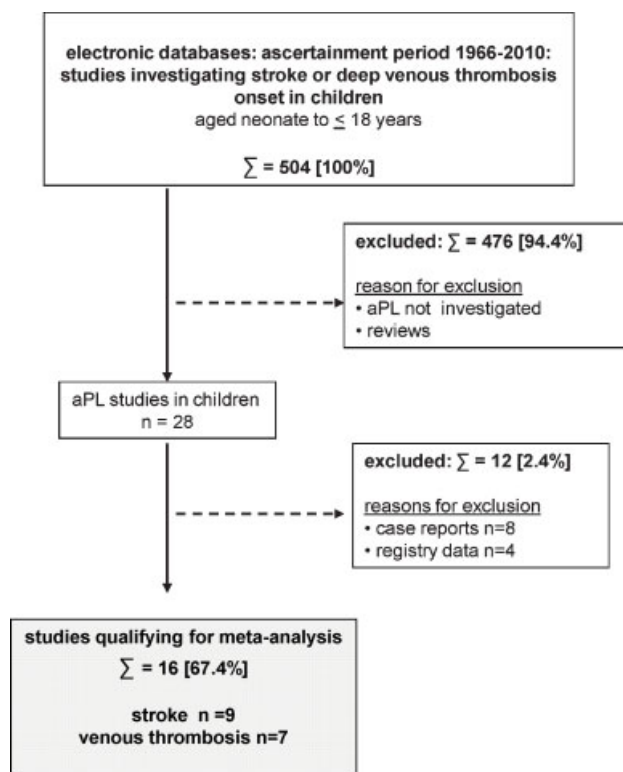 electronic databases: ascertainment period 1966-2010:
studies investigating stroke or deep venous thrombosis
onset in children
aged neonate to ≤ 18 years
∑ = 504 [100%]
excluded: ∑ = 476 [94.4%]
reason for exclusion
• aPL not investigated
• reviews
aPL studies in children
n = 28
excluded: ∑ = 12 [2.4%]
reasons for exclusion
• case reports n=8
• registry data n=4
studies qualifying for meta-analysis
∑ = 16 [67.4%]
stroke n =9
venous thrombosis n=7